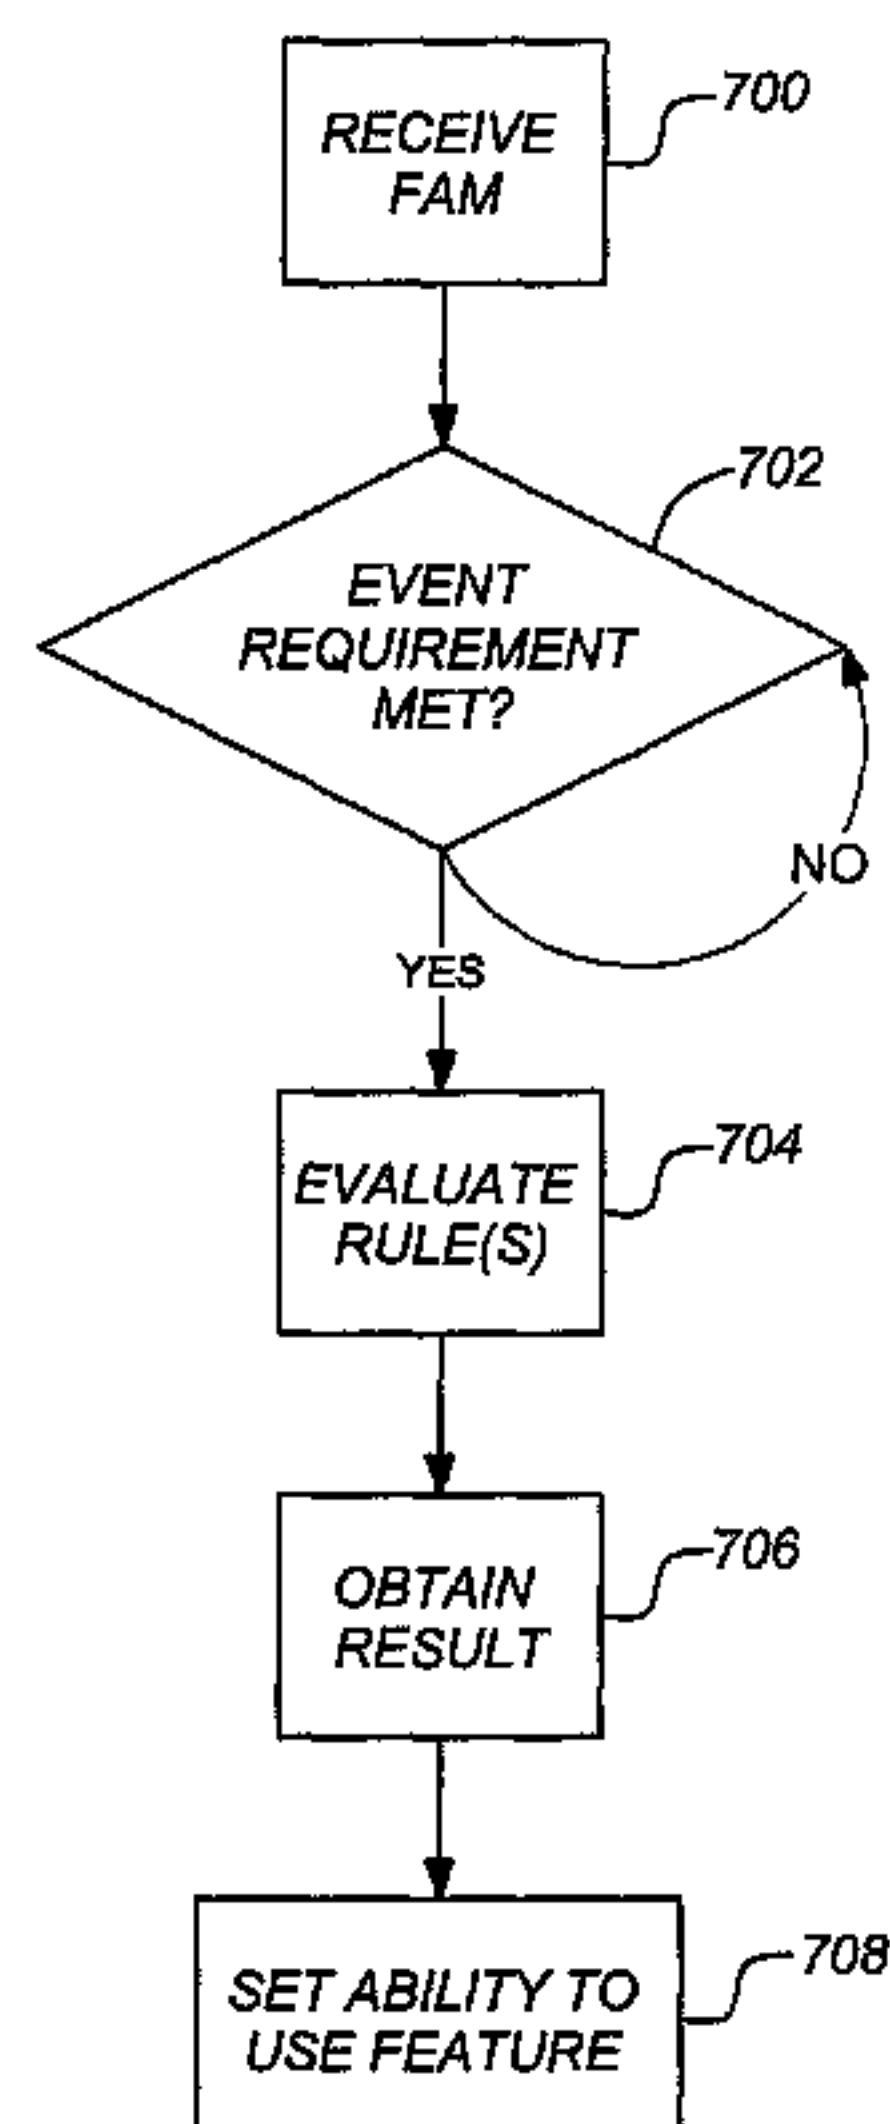 RECEIVE
FAM
700
702
EVENT
REQUIREMENT
MET?
NO
YES
704
EVALUATE
RULE(S)
706
OBTAIN
RESULT
708
SET ABILITY TO
USE FEATURE